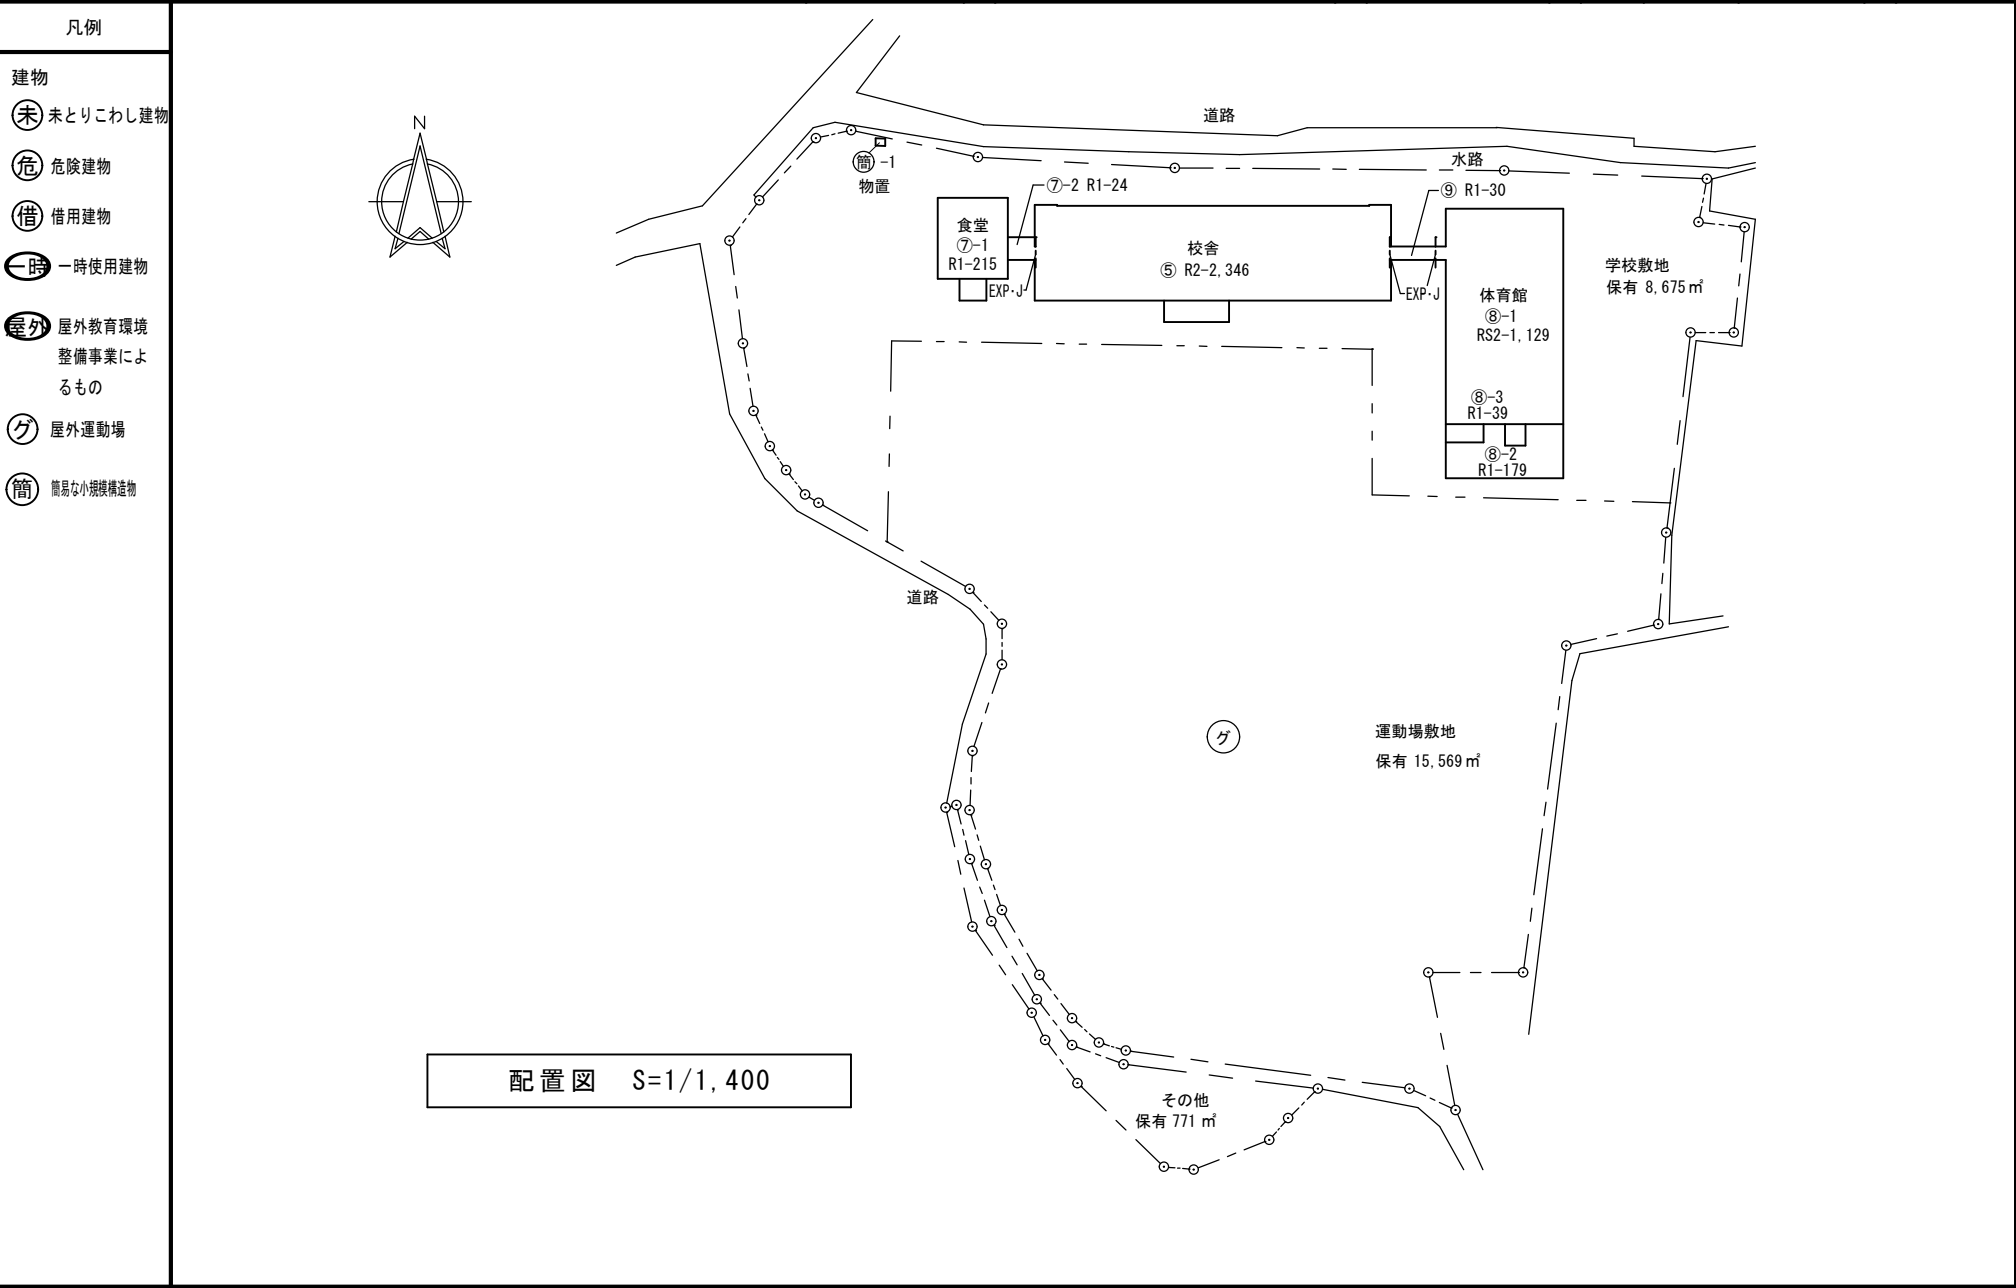 凡例
建物
未 未とりこわし建物
危 危険建物
借 借用建物
一時 一時使用建物
屋外 屋外教育環境
整備事業によ
るもの
グ 屋外運動場
簡 簡易な小規模構造物
N
道路
水路
簡 -1
物置
⑦-2 R1-24
⑨ R1-30
食堂
⑦-1
R1-215
EXP・J
校舎
⑤ R2-2,346
EXP・J
体育館
⑧-1
RS2-1,129
学校敷地
保有 8,675㎡
⑧-3
R1-39
⑧-2
R1-179
道路
グ
運動場敷地
保有 15,569㎡
配置図 S=1/1,400
その他
保有 771 ㎡